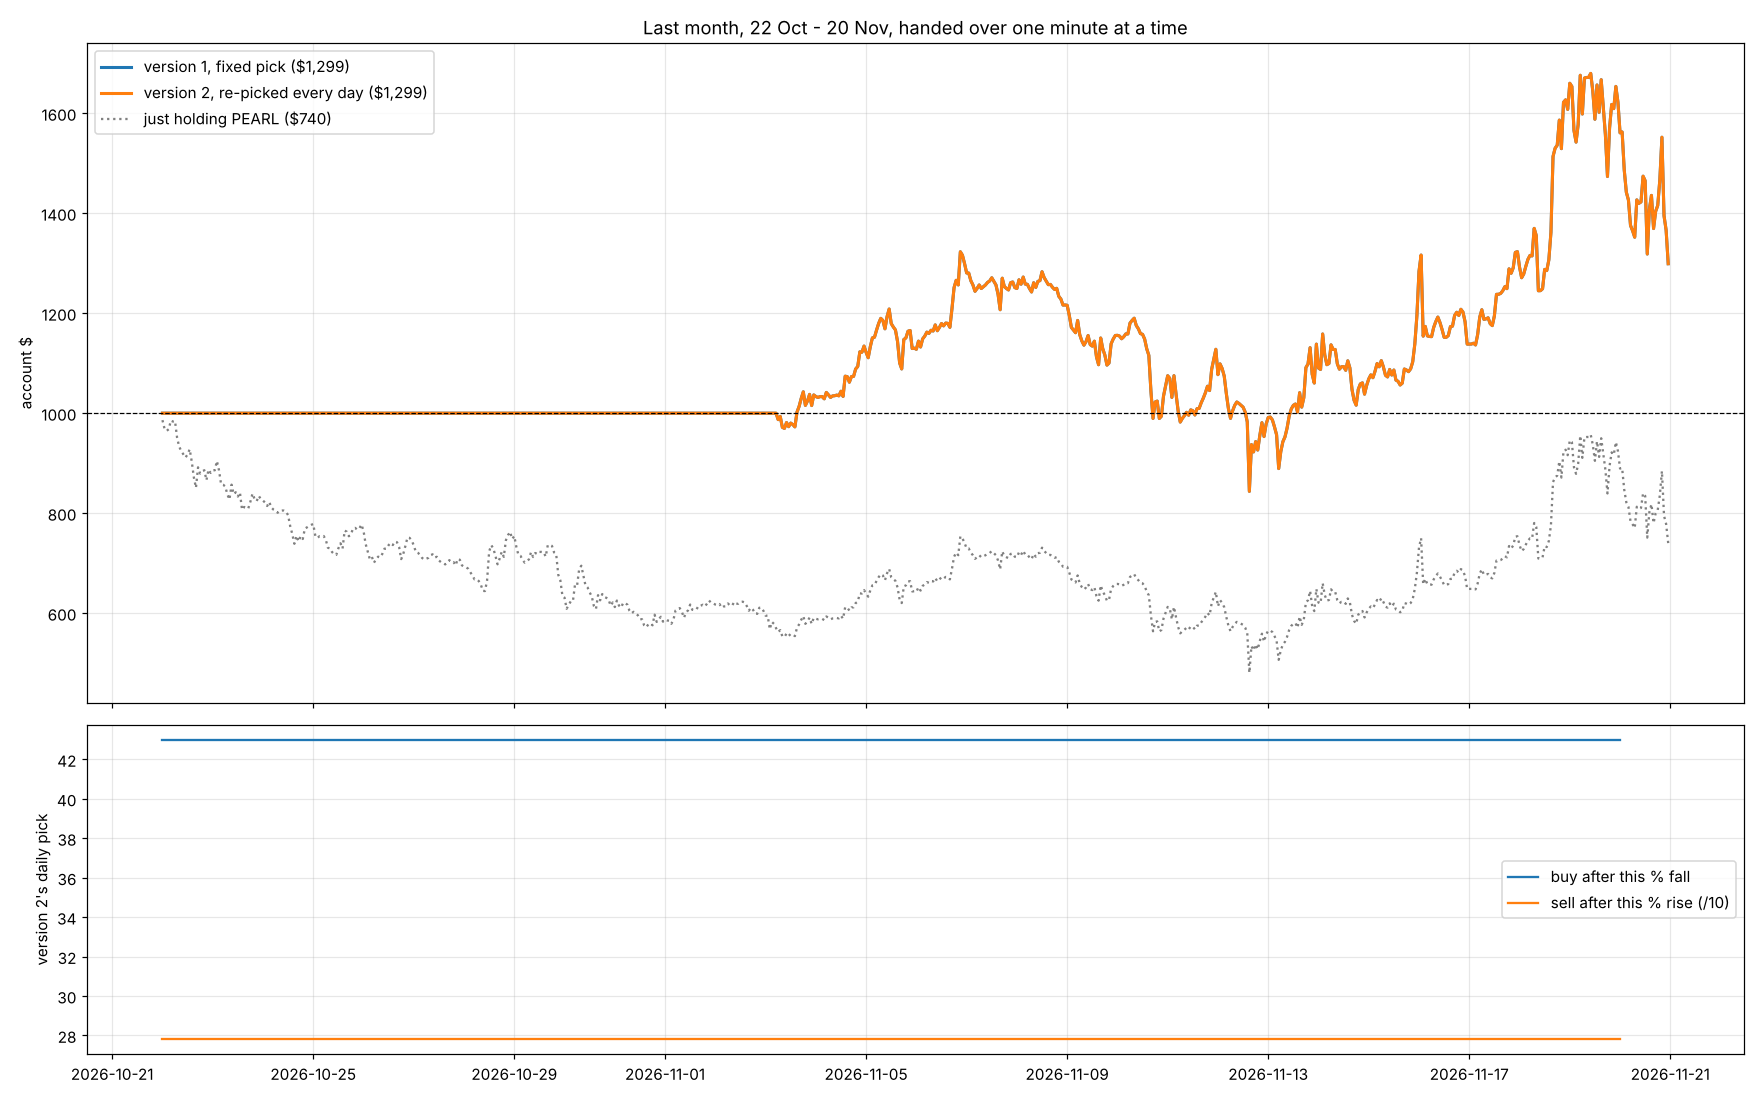 Last month, 22 Oct - 20 Nov, handed over one minute at a time
version 1, fixed pick ($1,299)
version 2, re-picked every day ($1,299)
just holding PEARL ($740)
account $
1600
1400
1200
1000
800
600
version 2's daily pick
42
40
38
36
34
32
30
28
buy after this % fall
sell after this % rise (/10)
2026-10-21
2026-10-25
2026-10-29
2026-11-01
2026-11-05
2026-11-09
2026-11-13
2026-11-17
2026-11-21